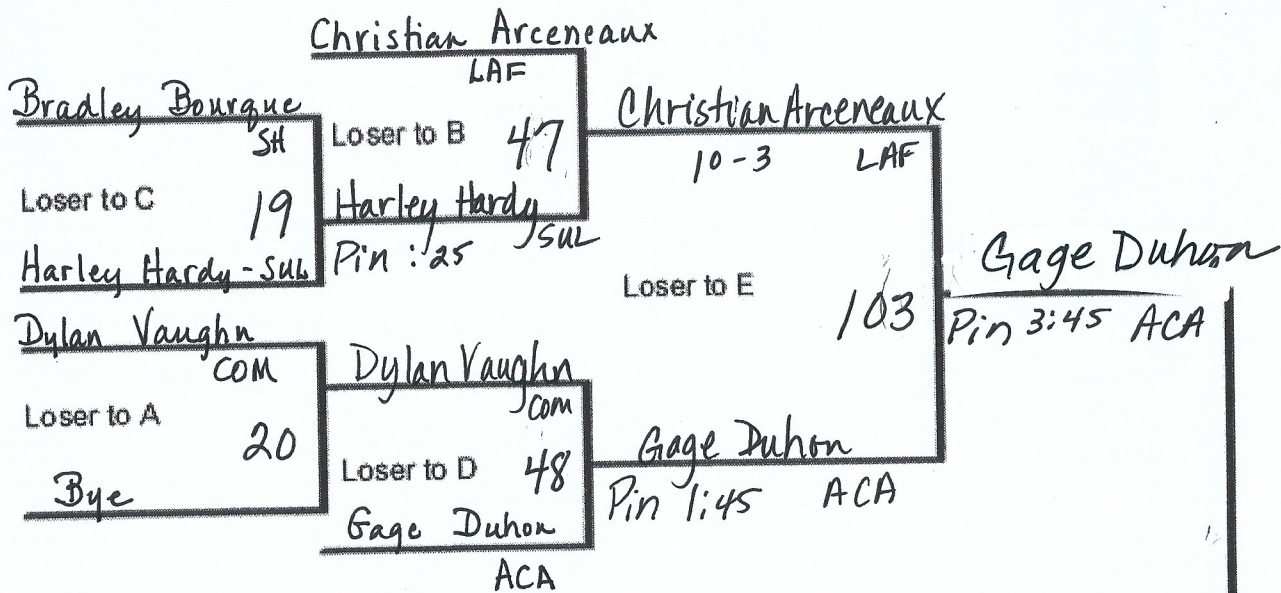 Christian Arceneaux
LAF
Bradley Bourgue
SH
Loser to B 47
Christian Arceneaux
10-3 LAF
Loser to C 19
Harley Hardy
SUL
Harley Hardy - SUL
Pin :25
Gage Duhon
Loser to E 103
Pin 3:45 ACA
Dylan Vaughn
COM
Dylan Vaughn
COM
Loser to A 20
Gage Duhon
Loser to D 48
Pin 1:45 ACA
Bye
Gage Duhon
ACA